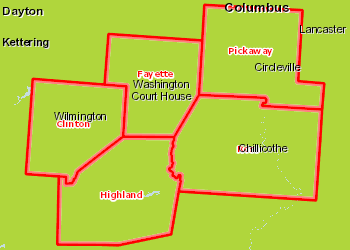 Columbus
Dayton
Lancaster
Kettering
Pickaway
Circleville
Fayette
Washington
Court House
Wilmington
Clinton
Chillicothe
Highland